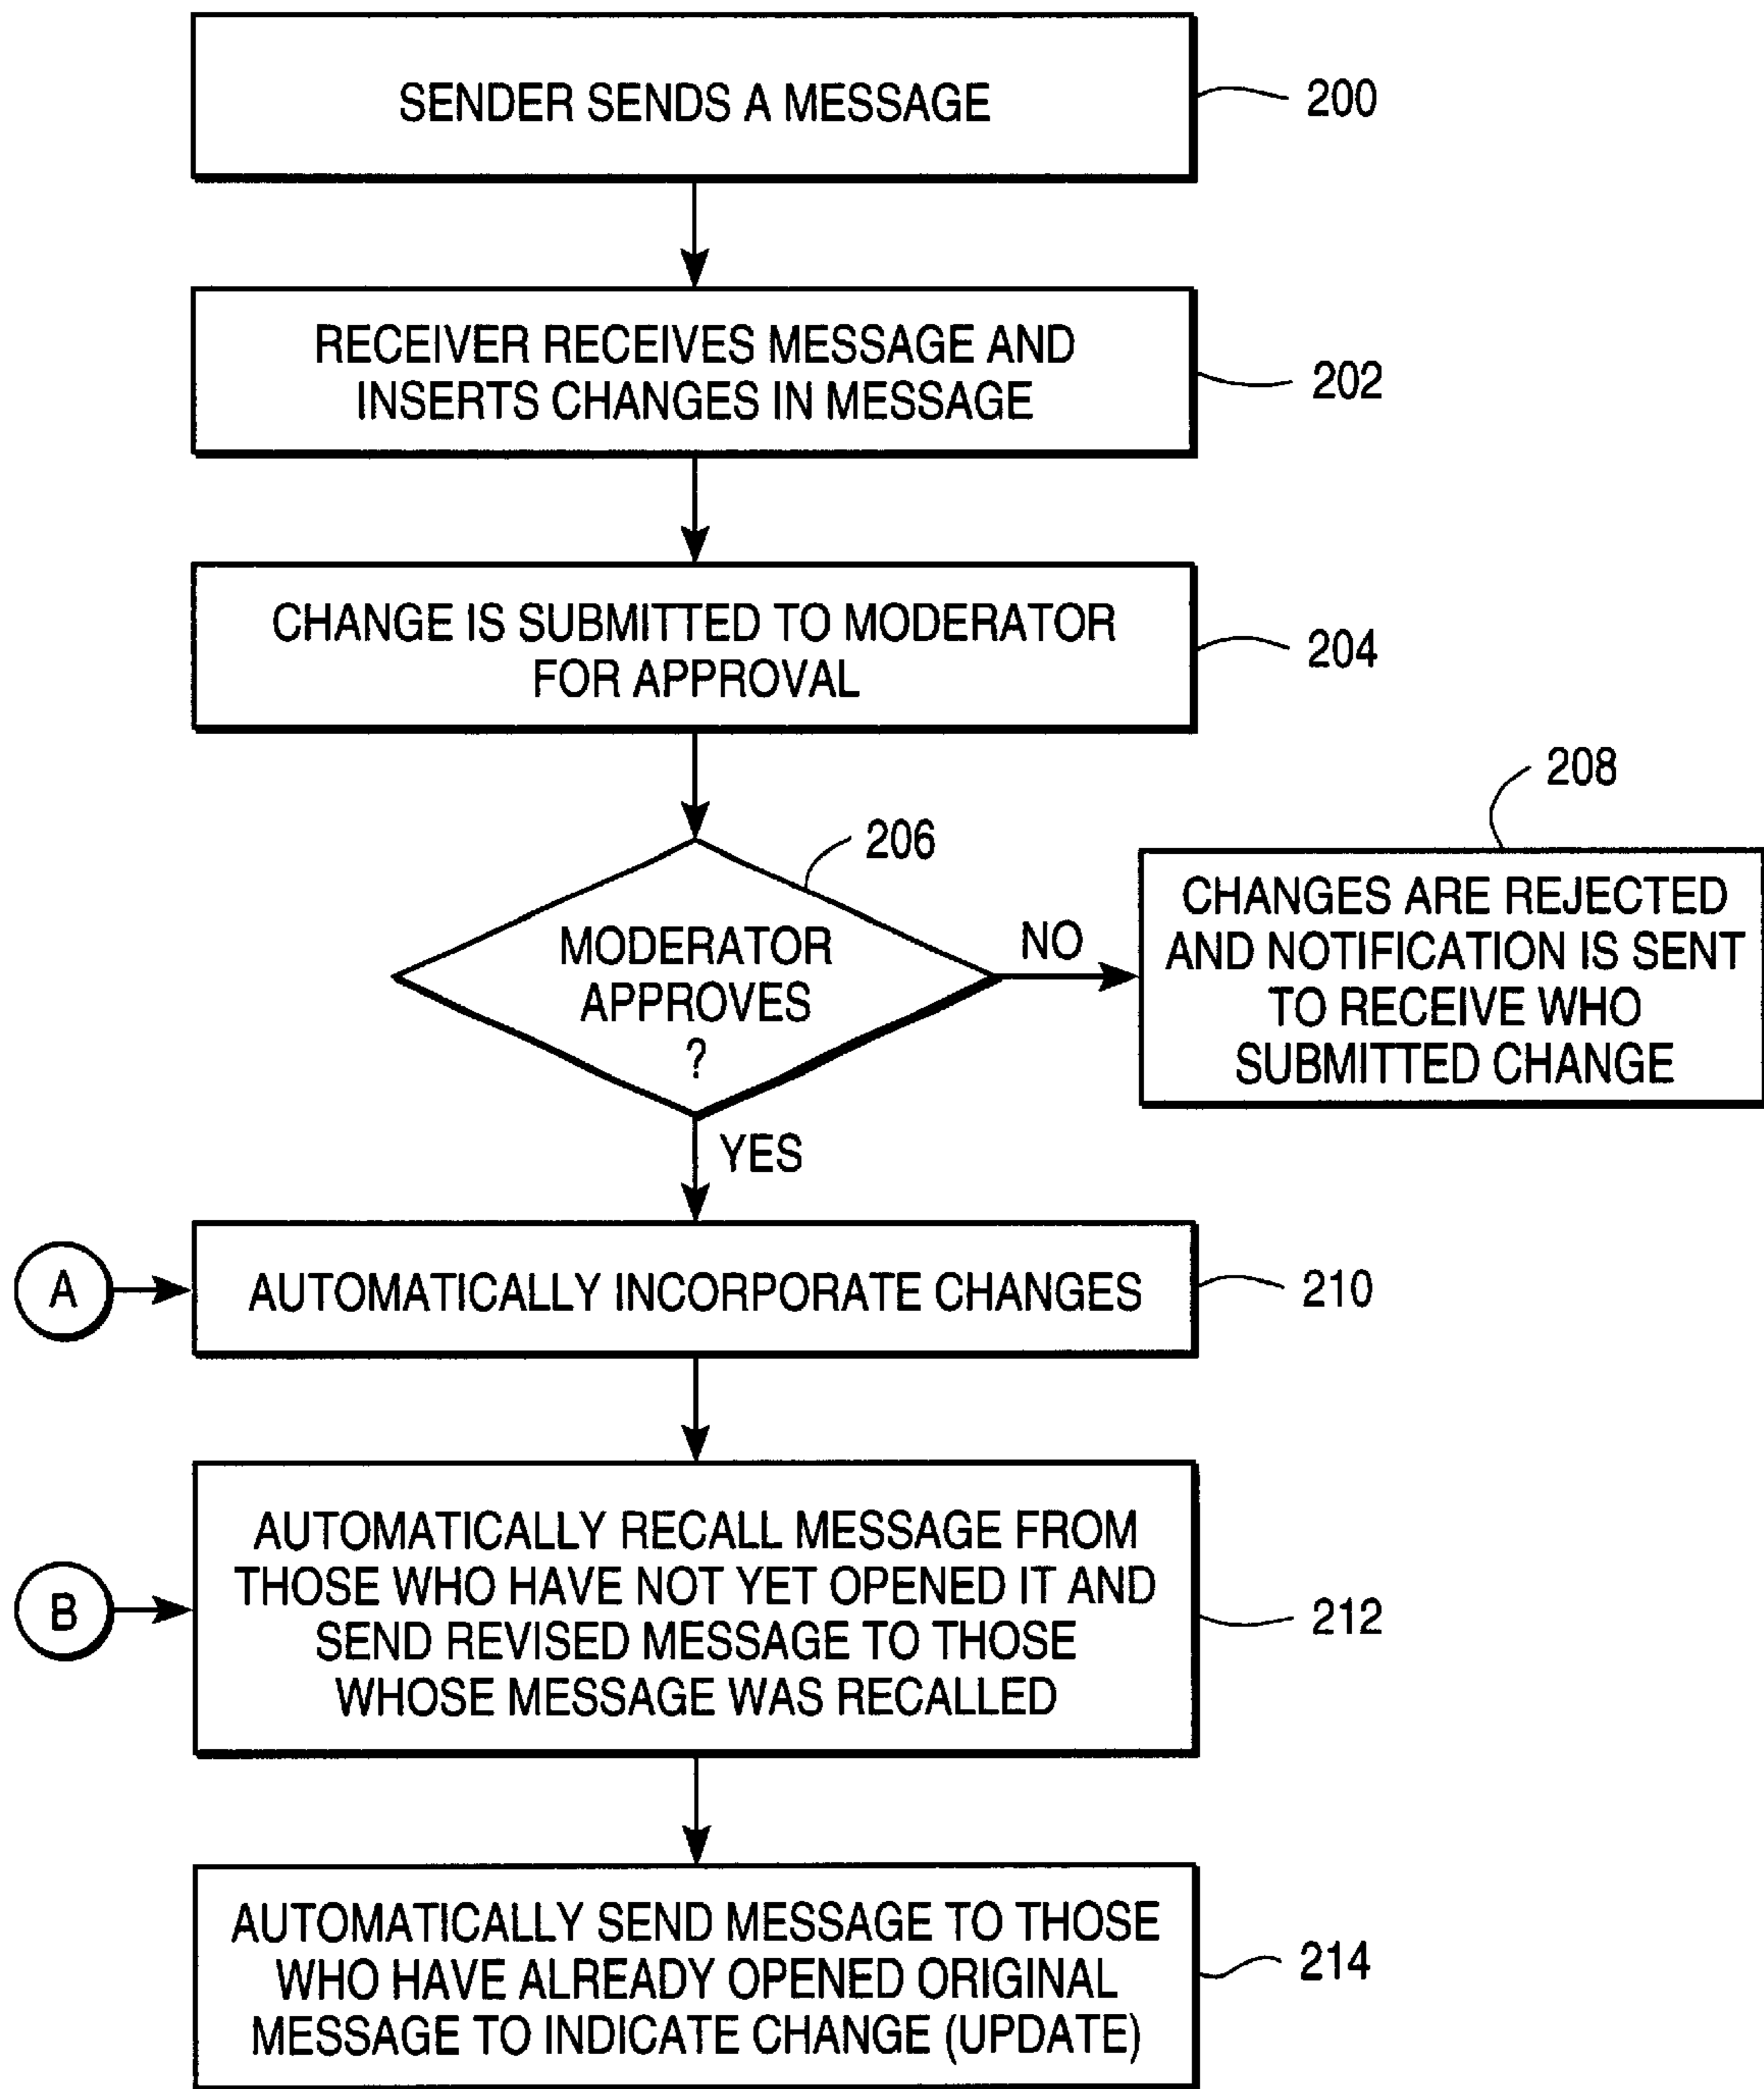 SENDER SENDS A MESSAGE
200
RECEIVER RECEIVES MESSAGE AND
INSERTS CHANGES IN MESSAGE
202
CHANGE IS SUBMITTED TO MODERATOR
FOR APPROVAL
204
206
MODERATOR
APPROVES
?
NO
208
CHANGES ARE REJECTED
AND NOTIFICATION IS SENT
TO RECEIVE WHO
SUBMITTED CHANGE
YES
A
AUTOMATICALLY INCORPORATE CHANGES
210
B
AUTOMATICALLY RECALL MESSAGE FROM
THOSE WHO HAVE NOT YET OPENED IT AND
SEND REVISED MESSAGE TO THOSE
WHOSE MESSAGE WAS RECALLED
212
AUTOMATICALLY SEND MESSAGE TO THOSE
WHO HAVE ALREADY OPENED ORIGINAL
MESSAGE TO INDICATE CHANGE (UPDATE)
214